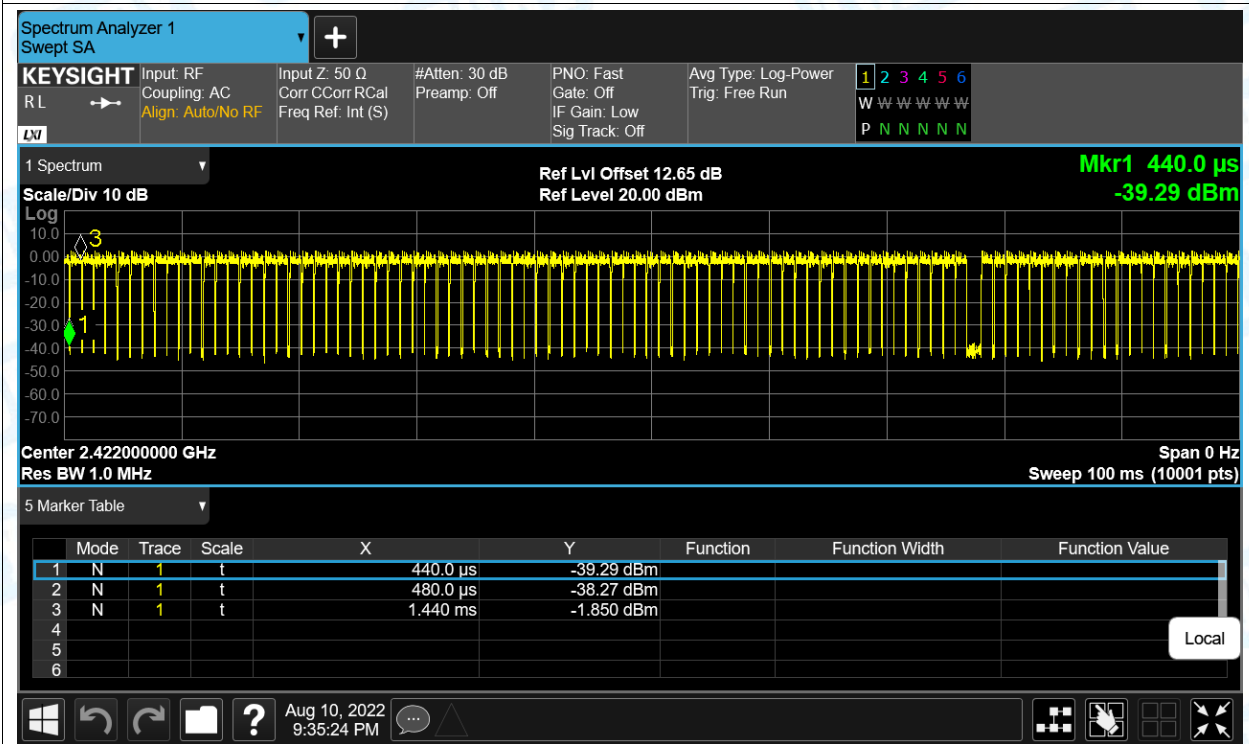 Spectrum Analyzer 1
Swept SA
KEYSIGHT Input: RF Input Z: 50 Ω #Atten: 30 dB PNO: Fast Avg Type: Log-Power 1 2 3 4 5 6
R L Coupling: AC Corr CCorr RCal Preamp: Off Gate: Off Trig: Free Run W W W W W W
Align: Auto/No RF Freq Ref: Int (S) IF Gain: Low
LXI Sig Track: Off P N N N N N
1 Spectrum Ref Lvl Offset 12.65 dB Mkr1 440.0 µs
Scale/Div 10 dB Ref Level 20.00 dBm -39.29 dBm
Log
10.0
3
0.00
-10.0
-20.0
-30.0
1
-40.0
-50.0
-60.0
-70.0
Center 2.422000000 GHz Span 0 Hz
Res BW 1.0 MHz Sweep 100 ms (10001 pts)
5 Marker Table
Mode Trace Scale X Y Function Function Width Function Value
1 N 1 t 440.0 µs -39.29 dBm
2 N 1 t 480.0 µs -38.27 dBm
3 N 1 t 1.440 ms -1.850 dBm
4
5
6
Local
? Aug 10, 2022
9:35:24 PM